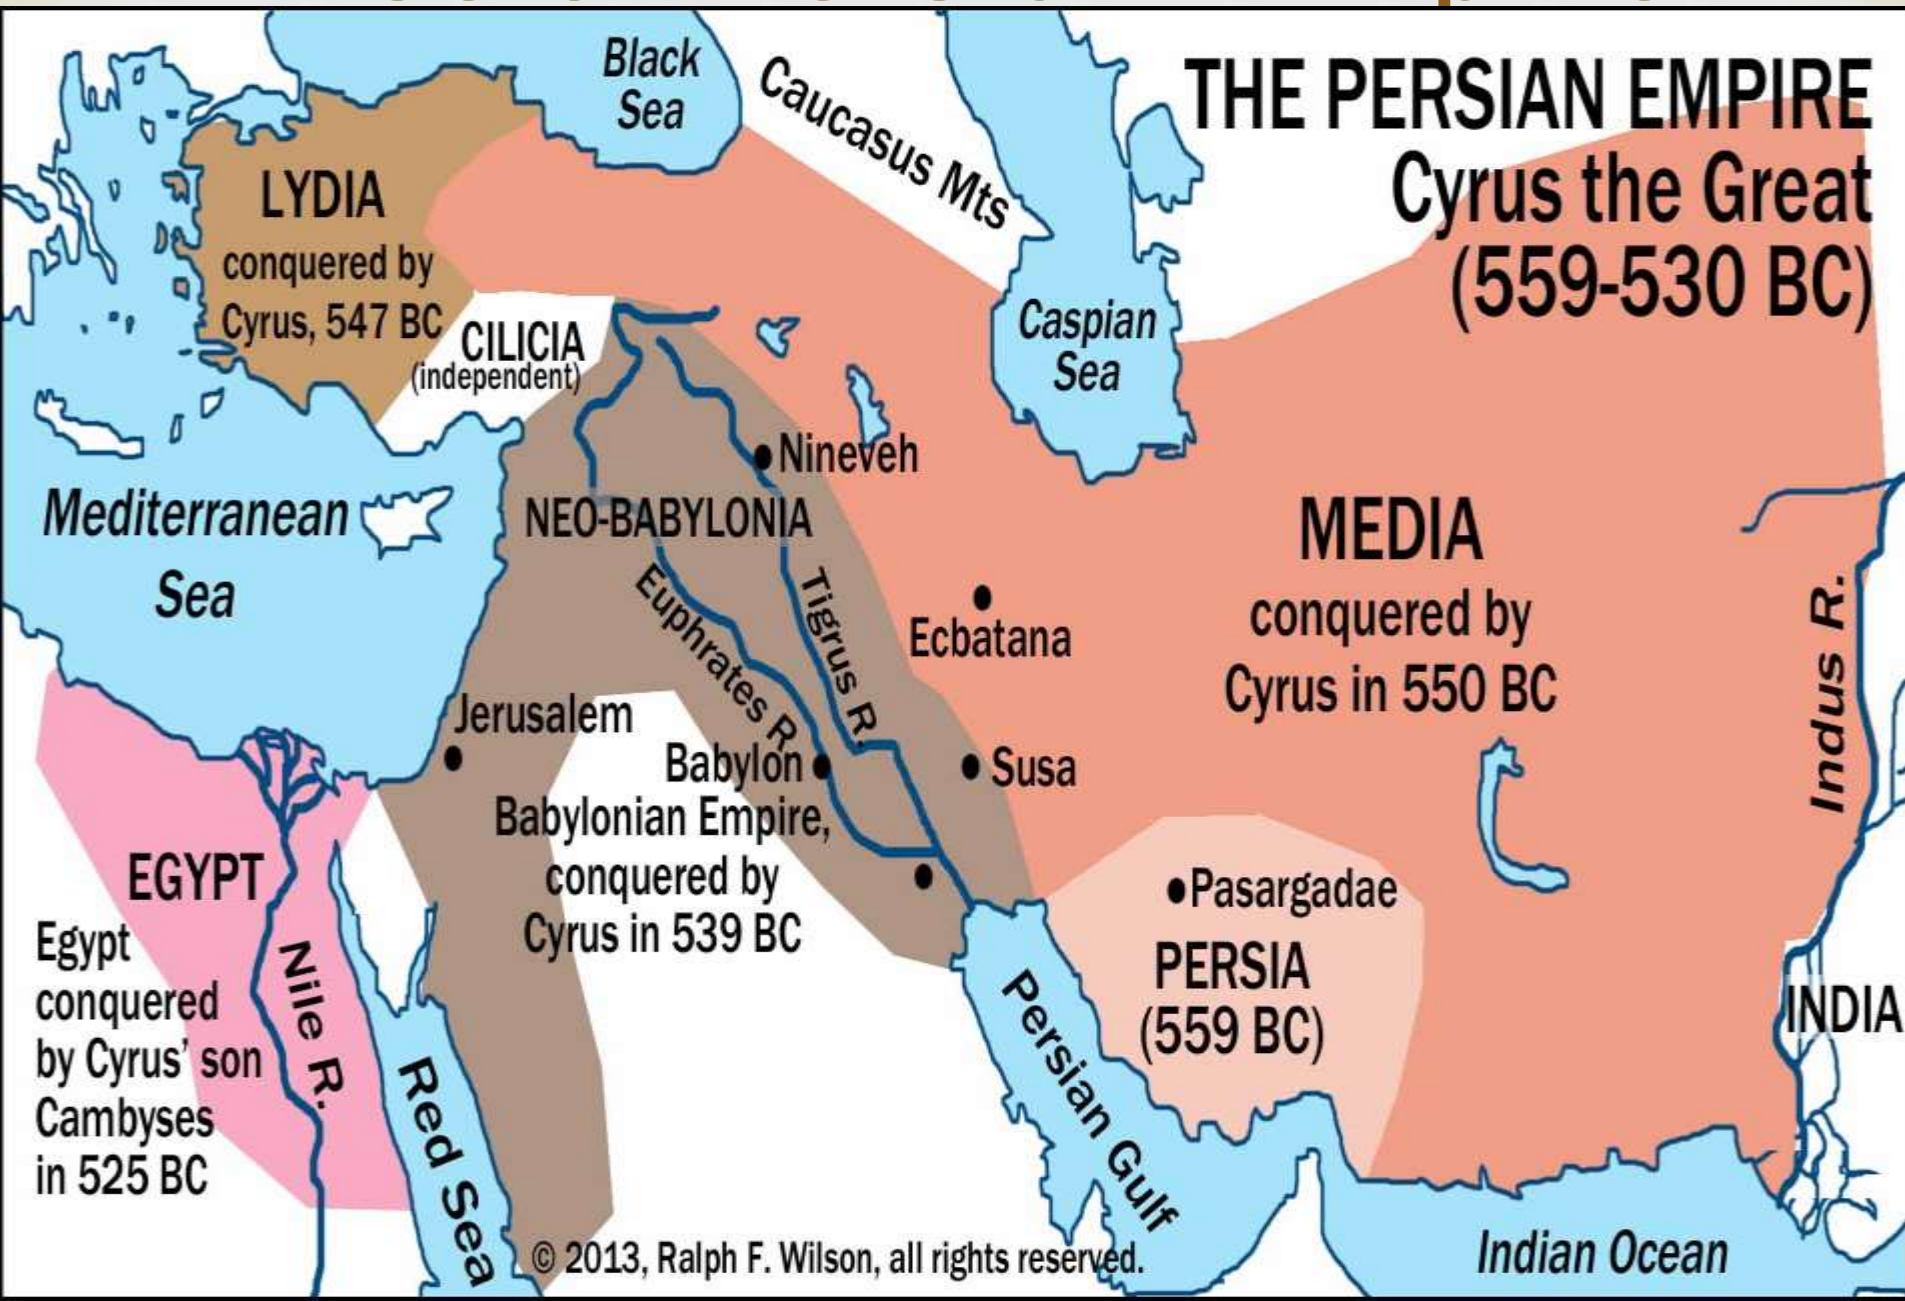 THE PERSIAN EMPIRE
Cyrus the Great
(559-530 BC)
Black
Sea
Caucasus Mts
LYDIA
conquered by
Cyrus, 547 BC
CILICIA
(independent)
Caspian
Sea
Nineveh
Mediterranean
Sea
NEO-BABYLONIA
MEDIA
conquered by
Cyrus in 550 BC
Euphrates R.
Tigrus R.
Ecbatana
Indus R.
Jerusalem
Babylon
Susa
Babylonian Empire,
conquered by
Cyrus in 539 BC
EGYPT
Egypt
conquered
by Cyrus’ son
Cambyses
in 525 BC
Nile R.
Red Sea
Pasargadae
PERSIA
(559 BC)
Persian Gulf
INDIA
Indian Ocean
© 2013, Ralph F. Wilson, all rights reserved.